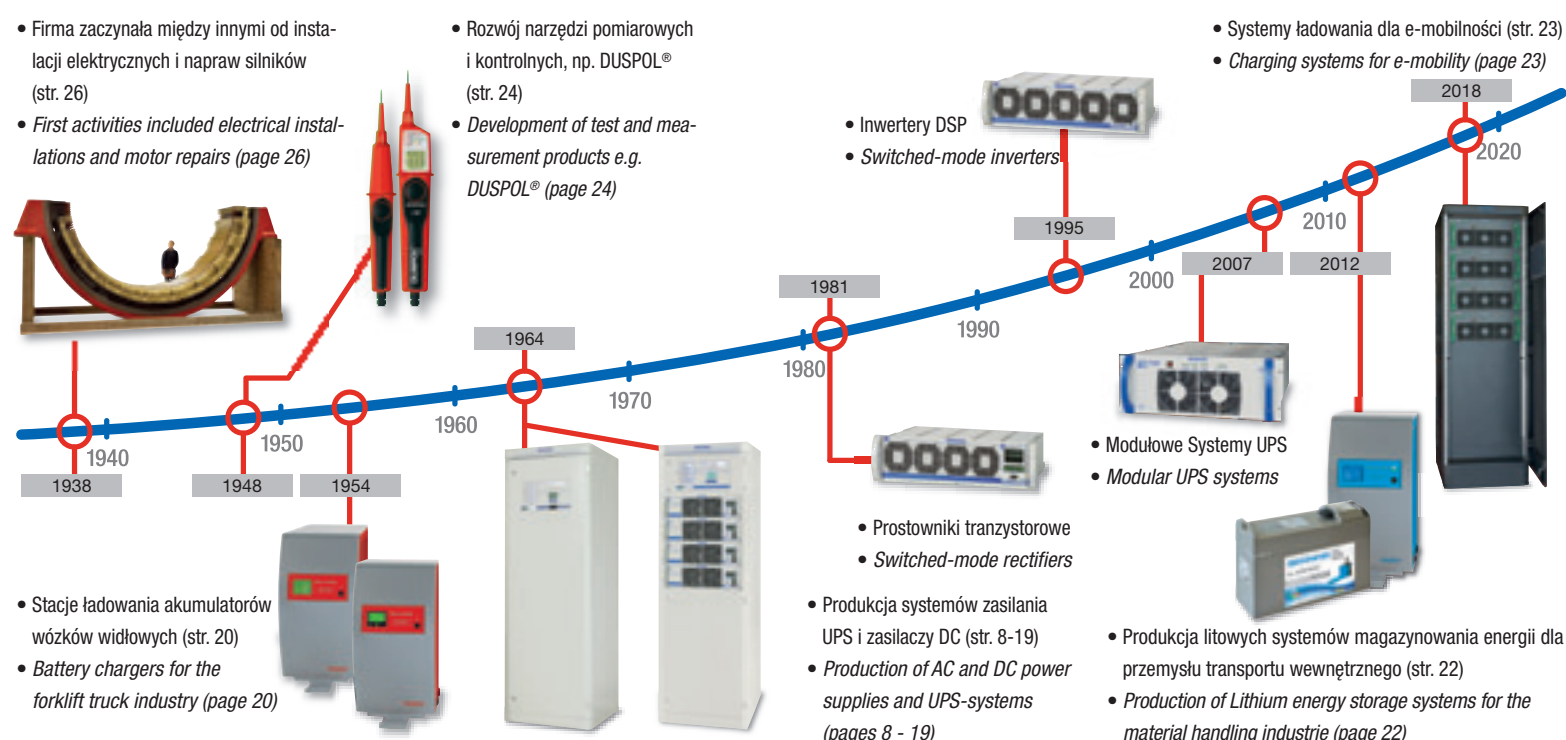 • Firma zaczynała między innymi od insta-
lacji elektrycznych i napraw silników
(str. 26)
• First activities included electrical instal-
lations and motor repairs (page 26)
• Rozwój narzędzi pomiarowych
i kontrolnych, np. DUSPOL®
(str. 24)
• Development of test and mea-
surement products e.g.
DUSPOL® (page 24)
• Inwertery DSP
• Switched-mode inverters
• Systemy ładowania dla e-mobilności (str. 23)
• Charging systems for e-mobility (page 23)
2018
2020
2010
1995
2000
2007
2012
1981
1990
1964
1980
1970
1960
1950
1940
1938
1948
1954
• Modułowe Systemy UPS
• Modular UPS systems
• Prostowniki tranzystorowe
• Switched-mode rectifiers
• Stacje ładowania akumulatorów
wózków widłowych (str. 20)
• Battery chargers for the
forklift truck industry (page 20)
• Produkcja systemów zasilania
UPS i zasilaczy DC (str. 8-19)
• Production of AC and DC power
supplies and UPS-systems
(pages 8 - 19)
• Produkcja litowych systemów magazynowania energii dla
przemysłu transportu wewnętrznego (str. 22)
• Production of Lithium energy storage systems for the
material handling industrie (page 22)